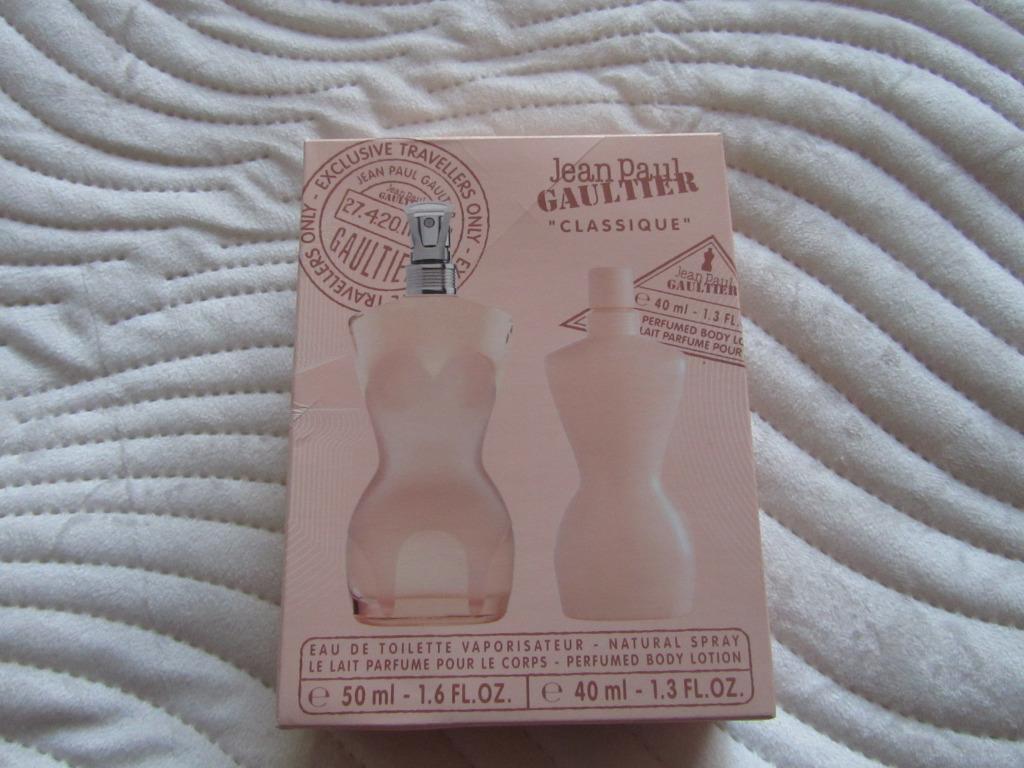 EXCLUSIVE TRAVELLERS ONLY -
TRAVELLERS ONLY -
JEAN PAUL
Jean Paul
GAULTIER
"CLASSIQUE"
Jean Paul
GAULTIER
e 40 ml - 1.3 FL.
PERFUMED BODY
LAIT PARFUME POUR
EAU DE TOILETTE VAPORISATEUR - NATURAL SPRAY
LE LAIT PARFUME POUR LE CORPS - PERFUMED BODY LOTION
e 50 ml - 1.6 FL.OZ. e 40 ml - 1.3 FL.OZ.